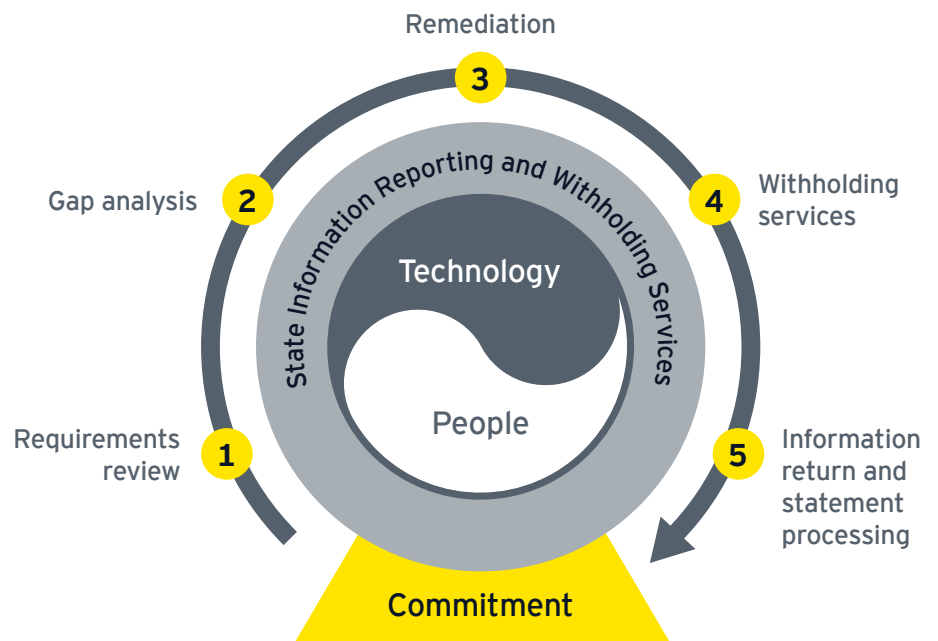 Remediation
3
Gap analysis
2
4
Withholding
services
State Information Reporting and Withholding Services
Technology
People
Requirements
review
1
5
Information
return and
statement
processing
Commitment